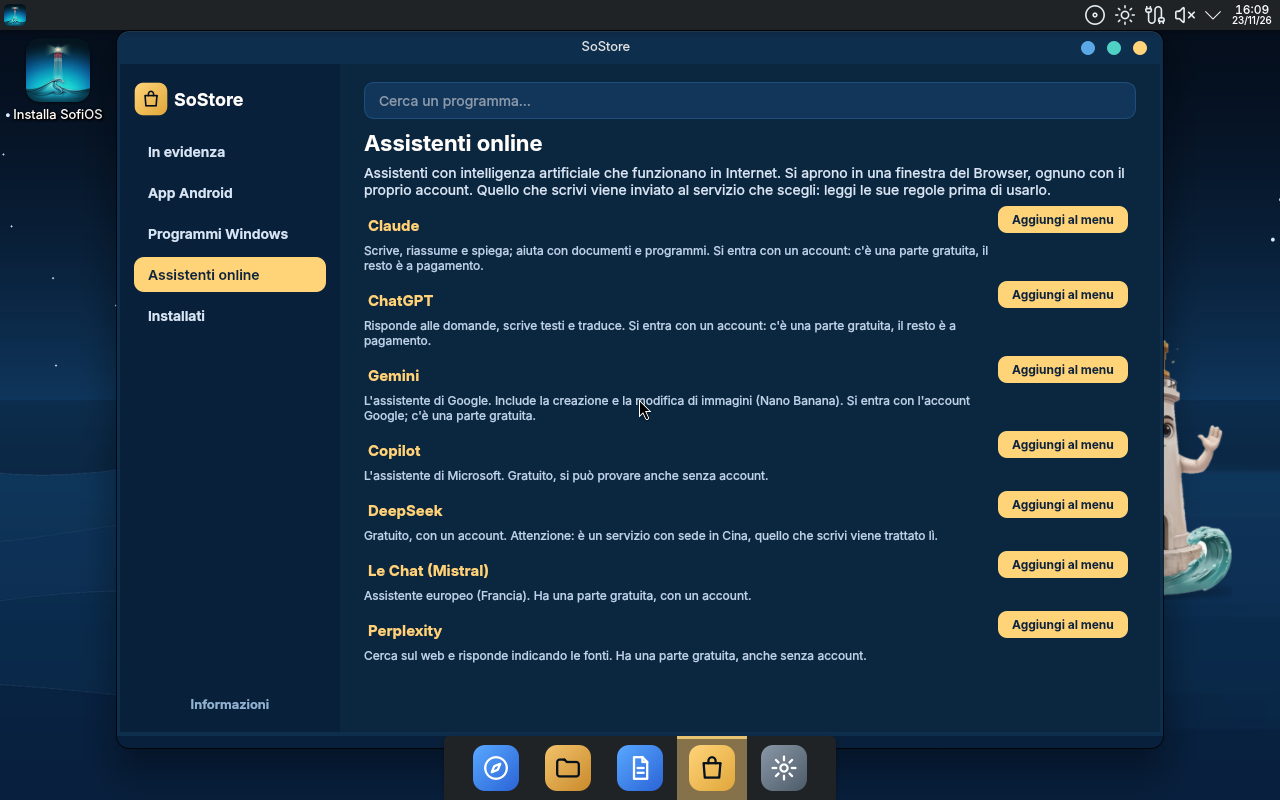 16:09
23/11/26
SoStore
Installa SofiOS
SoStore
Cerca un programma...
In evidenza
App Android
Programmi Windows
Assistenti online
Installati
Informazioni
Assistenti online
Assistenti con intelligenza artificiale che funzionano in Internet. Si aprono in una finestra del Browser, ognuno con il
proprio account. Quello che scrivi viene inviato al servizio che scegli: leggi le sue regole prima di usarlo.
Claude
Aggiungi al menu
Scrive, riassume e spiega; aiuta con documenti e programmi. Si entra con un account: c'è una parte gratuita, il
resto è a pagamento.
ChatGPT
Aggiungi al menu
Risponde alle domande, scrive testi e traduce. Si entra con un account: c'è una parte gratuita, il resto è a
pagamento.
Gemini
Aggiungi al menu
L'assistente di Google. Include la creazione e la modifica di immagini (Nano Banana). Si entra con l'account
Google; c'è una parte gratuita.
Copilot
Aggiungi al menu
L'assistente di Microsoft. Gratuito, si può provare anche senza account.
DeepSeek
Aggiungi al menu
Gratuito, con un account. Attenzione: è un servizio con sede in Cina, quello che scrivi viene trattato lì.
Le Chat (Mistral)
Aggiungi al menu
Assistente europeo (Francia). Ha una parte gratuita, con un account.
Perplexity
Aggiungi al menu
Cerca sul web e risponde indicando le fonti. Ha una parte gratuita, anche senza account.